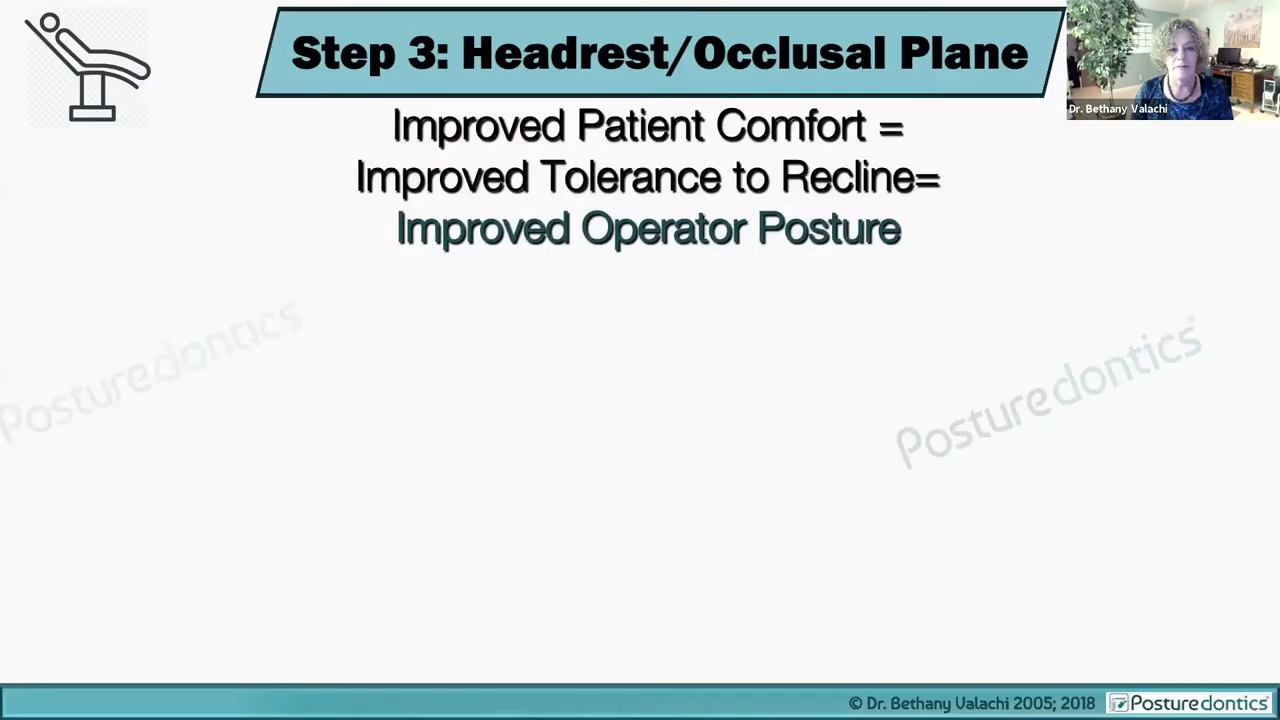 Step 3: Headrest/Occlusal Plane
Dr. Bethany Valachi
Improved Patient Comfort =
Improved Tolerance to Recline=
Improved Operator Posture
Posturedontics
Posturedontics®
© Dr. Bethany Valachi 2005; 2018
Posturedontics®